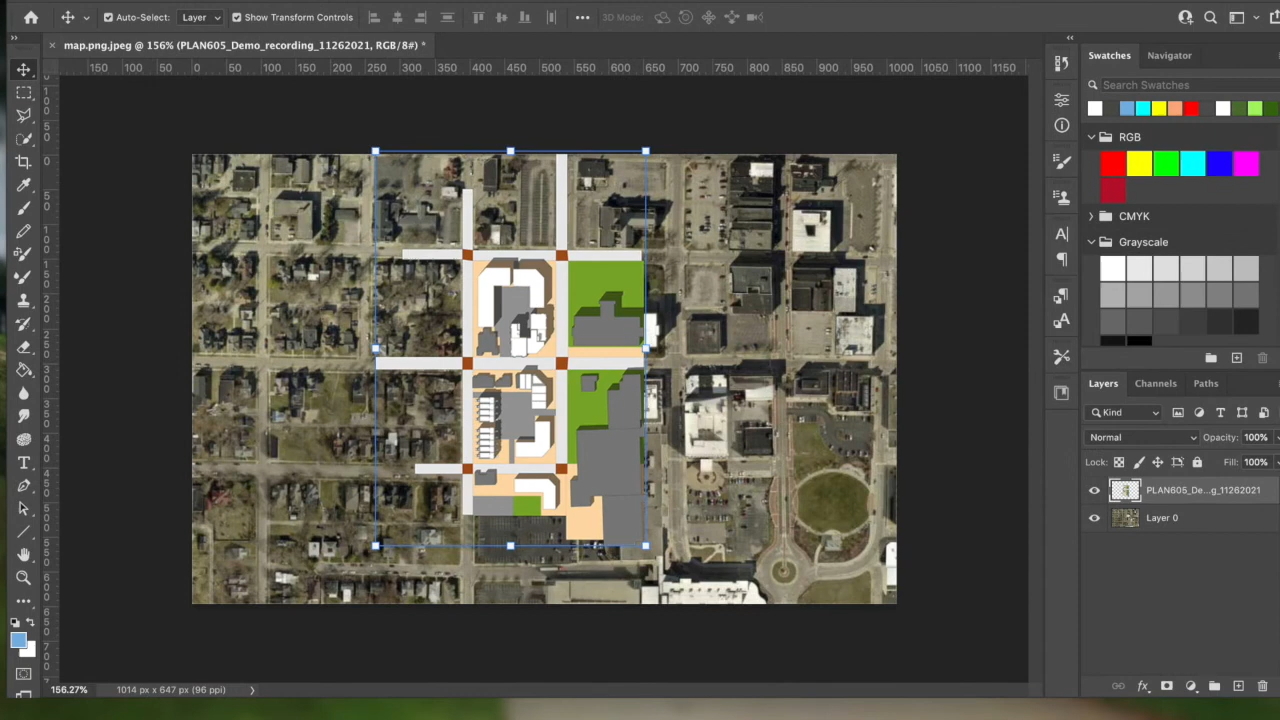 Auto-Select: Layer Show Transform Controls ••• 3D Mode:
map.png.jpeg @ 156% (PLAN605_Demo_recording_11262021, RGB/8#) *
150 100 50 0 50 100 150 200 250 300 350 400 450 500 550 600 650 700 750 800 850 900 950 1000 1050 1100 1150
Swatches Navigator
Search Swatches
RGB
CMYK
Grayscale
Layers Channels Paths
Kind
Normal Opacity: 100%
Lock: Fill: 100%
PLAN605_De...g_11262021
Layer 0
156.27% 1014 px x 647 px (96 ppi)